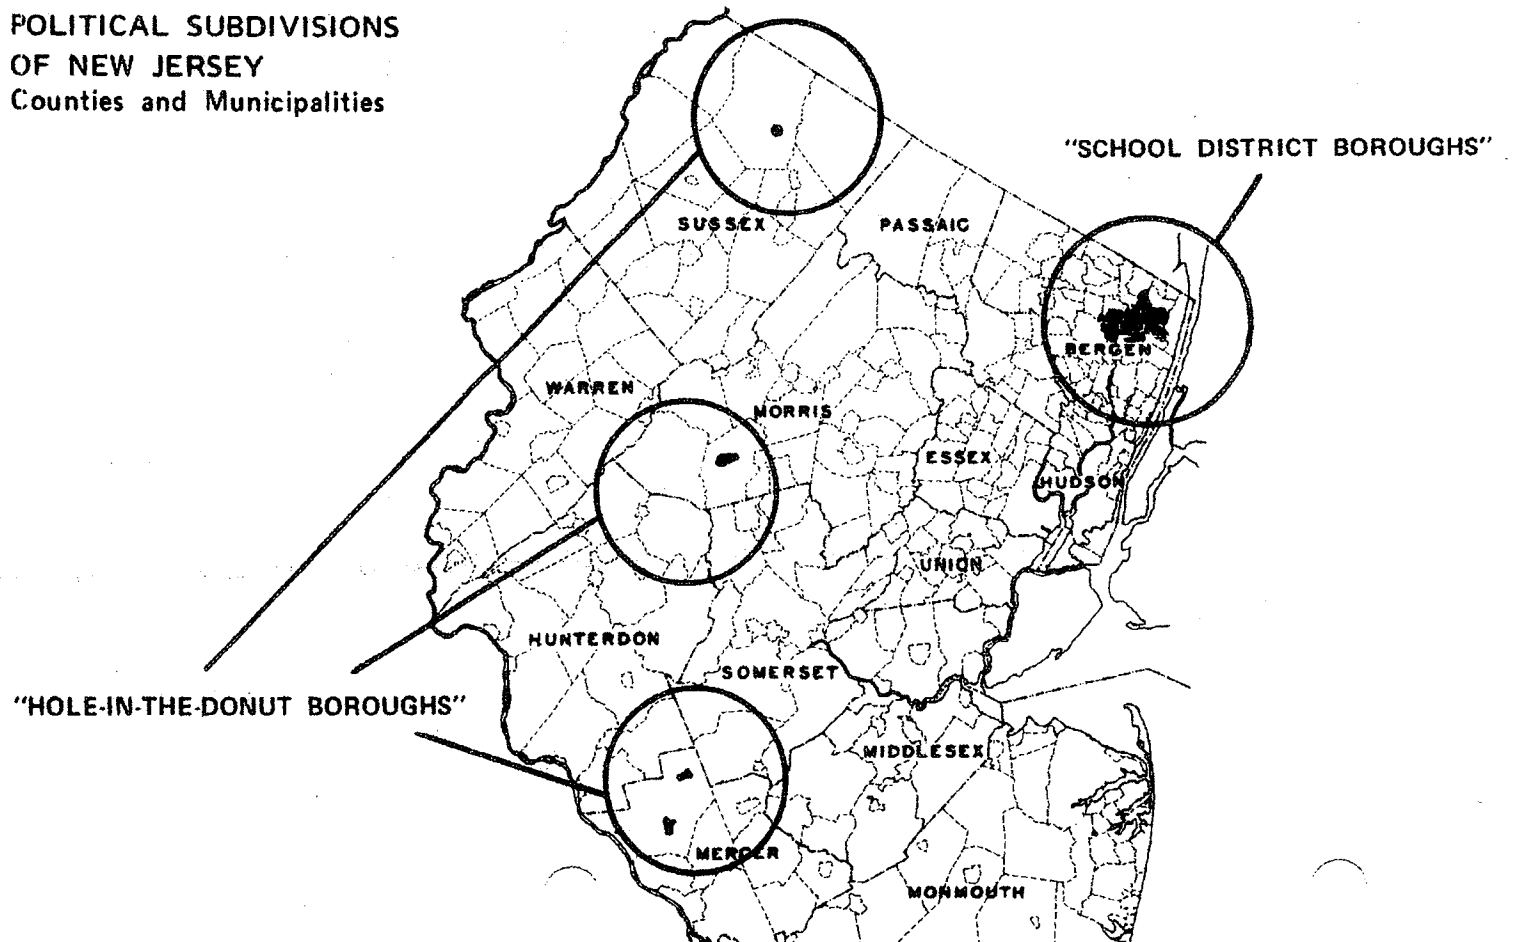 POLITICAL SUBDIVISIONS
OF NEW JERSEY
Counties and Municipalities
"SCHOOL DISTRICT BOROUGHS"
SUSSEX
PASSAIC
BERGEN
WARREN
MORRIS
ESSEX
HUDSON
UNION
HUNTERDON
SOMERSET
"HOLE-IN-THE-DONUT BOROUGHS"
MIDDLESEX
MERCER
MONMOUTH